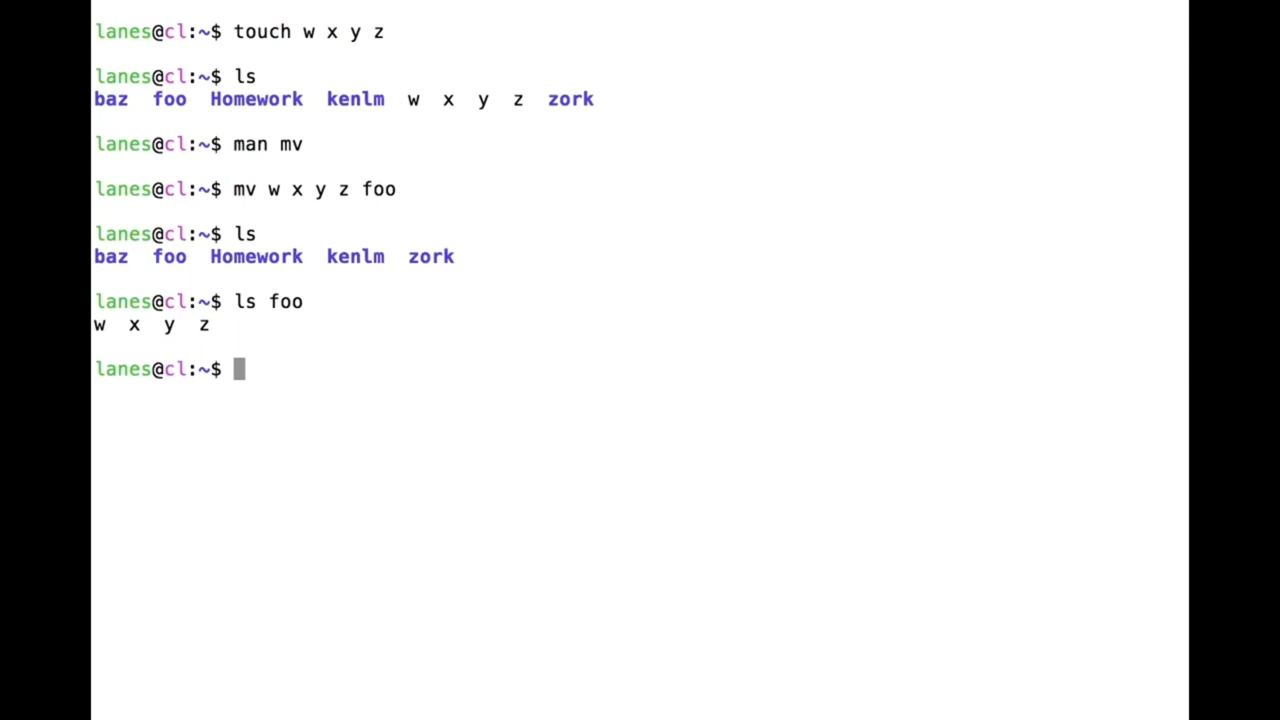 lanes@cl:~$ touch w x y z
lanes@cl:~$ ls
baz foo Homework kenlm w x y z zork
lanes@cl:~$ man mv
lanes@cl:~$ mv w x y z foo
lanes@cl:~$ ls
baz foo Homework kenlm zork
lanes@cl:~$ ls foo
w x y z
lanes@cl:~$